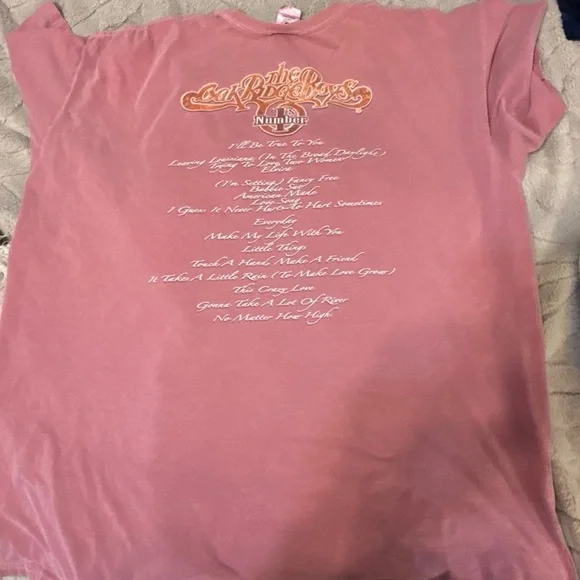 the
Oak Ridge Boys
Number
I'll Be True To You
Leaving Louisiana (In The Broad Daylight)
Trying To Love Two Women
Elvira
(I'm Setting) Fancy Free
Bobbie Sue
American Made
Love Song
I Guess It Never Hurts To Hurt Sometimes
Everyday
Make My Life With You
Little Things
Touch A Hand, Make A Friend
It Takes A Little Rain (To Make Love Grow)
This Crazy Love
Gonna Take A Lot Of River
No Matter How High